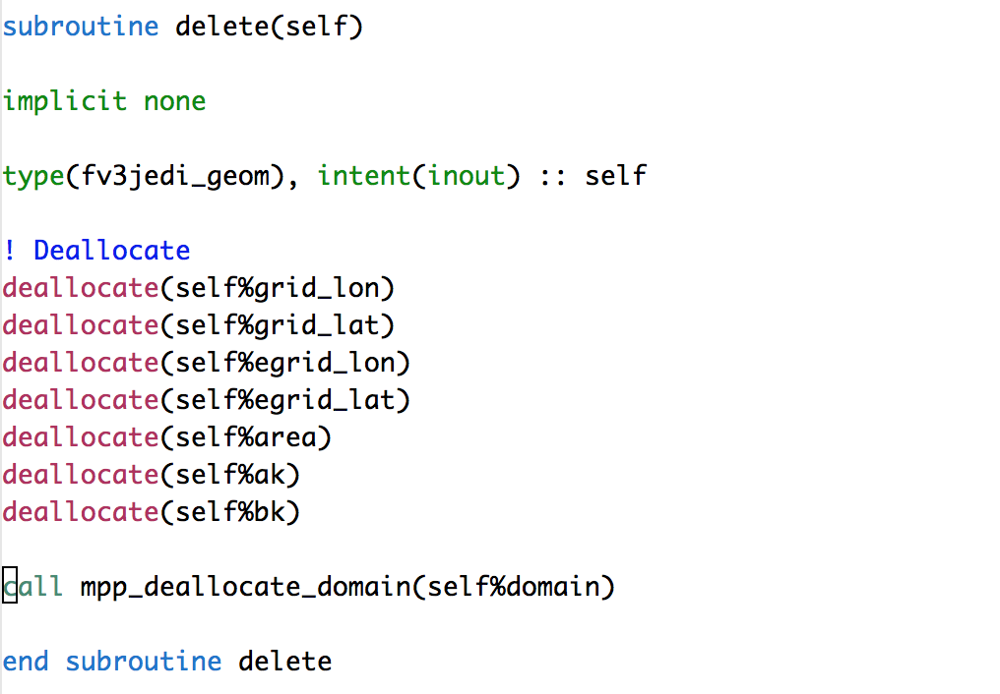 subroutine delete(self)
implicit none
type(fv3jedi_geom), intent(inout) :: self
! Deallocate
deallocate(self%grid_lon)
deallocate(self%grid_lat)
deallocate(self%egrid_lon)
deallocate(self%egrid_lat)
deallocate(self%area)
deallocate(self%ak)
deallocate(self%bk)
call mpp_deallocate_domain(self%domain)
end subroutine delete